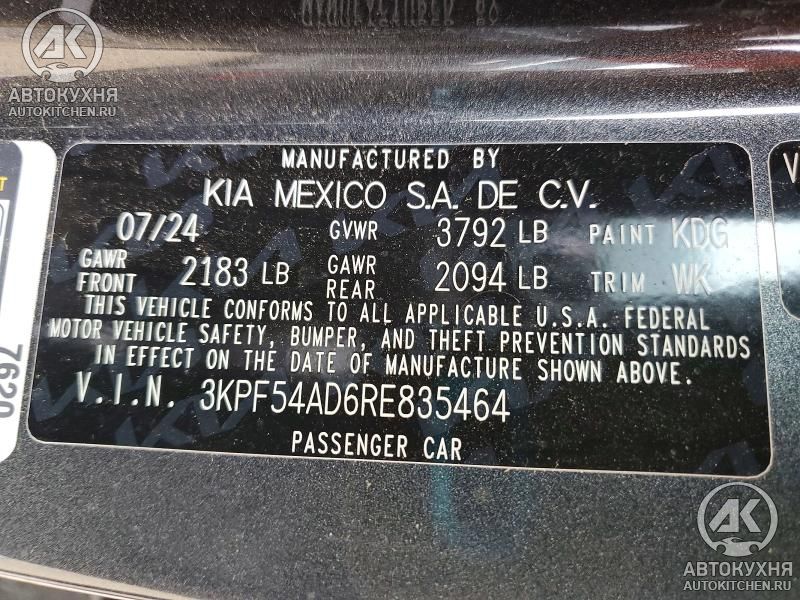 АВТОКУХНЯ
AUTOKITCHEN.RU
MANUFACTURED BY
KIA MEXICO S.A. DE C.V.
07/24 GVWR 3792 LB PAINT KDG
GAWR FRONT 2183 LB GAWR REAR 2094 LB TRIM WK
THIS VEHICLE CONFORMS TO ALL APPLICABLE U.S.A. FEDERAL
MOTOR VEHICLE SAFETY, BUMPER, AND THEFT PREVENTION STANDARDS
IN EFFECT ON THE DATE OF MANUFACTURE SHOWN ABOVE.
V.I.N. 3KPF54AD6RE835464
PASSENGER CAR
7620
АВТОКУХНЯ
AUTOKITCHEN.RU